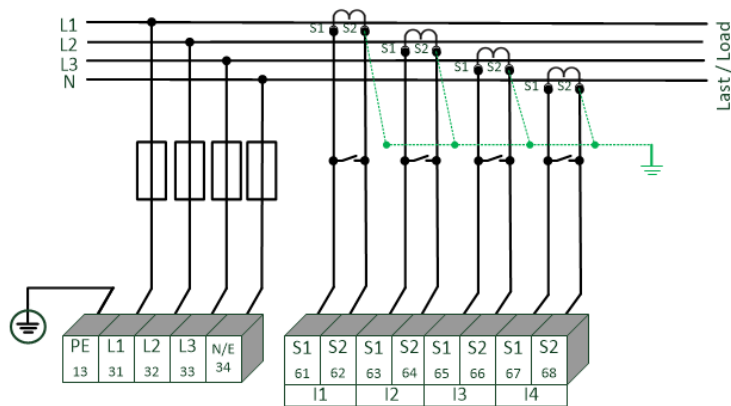 L1
L2
L3
N
S1 S2
S1 S2
S1 S2
S1 S2
Last / Load
PE L1 L2 L3 N/E
13 31 32 33 34
S1 S2 S1 S2 S1 S2 S1 S2
61 62 63 64 65 66 67 68
I1 I2 I3 I4